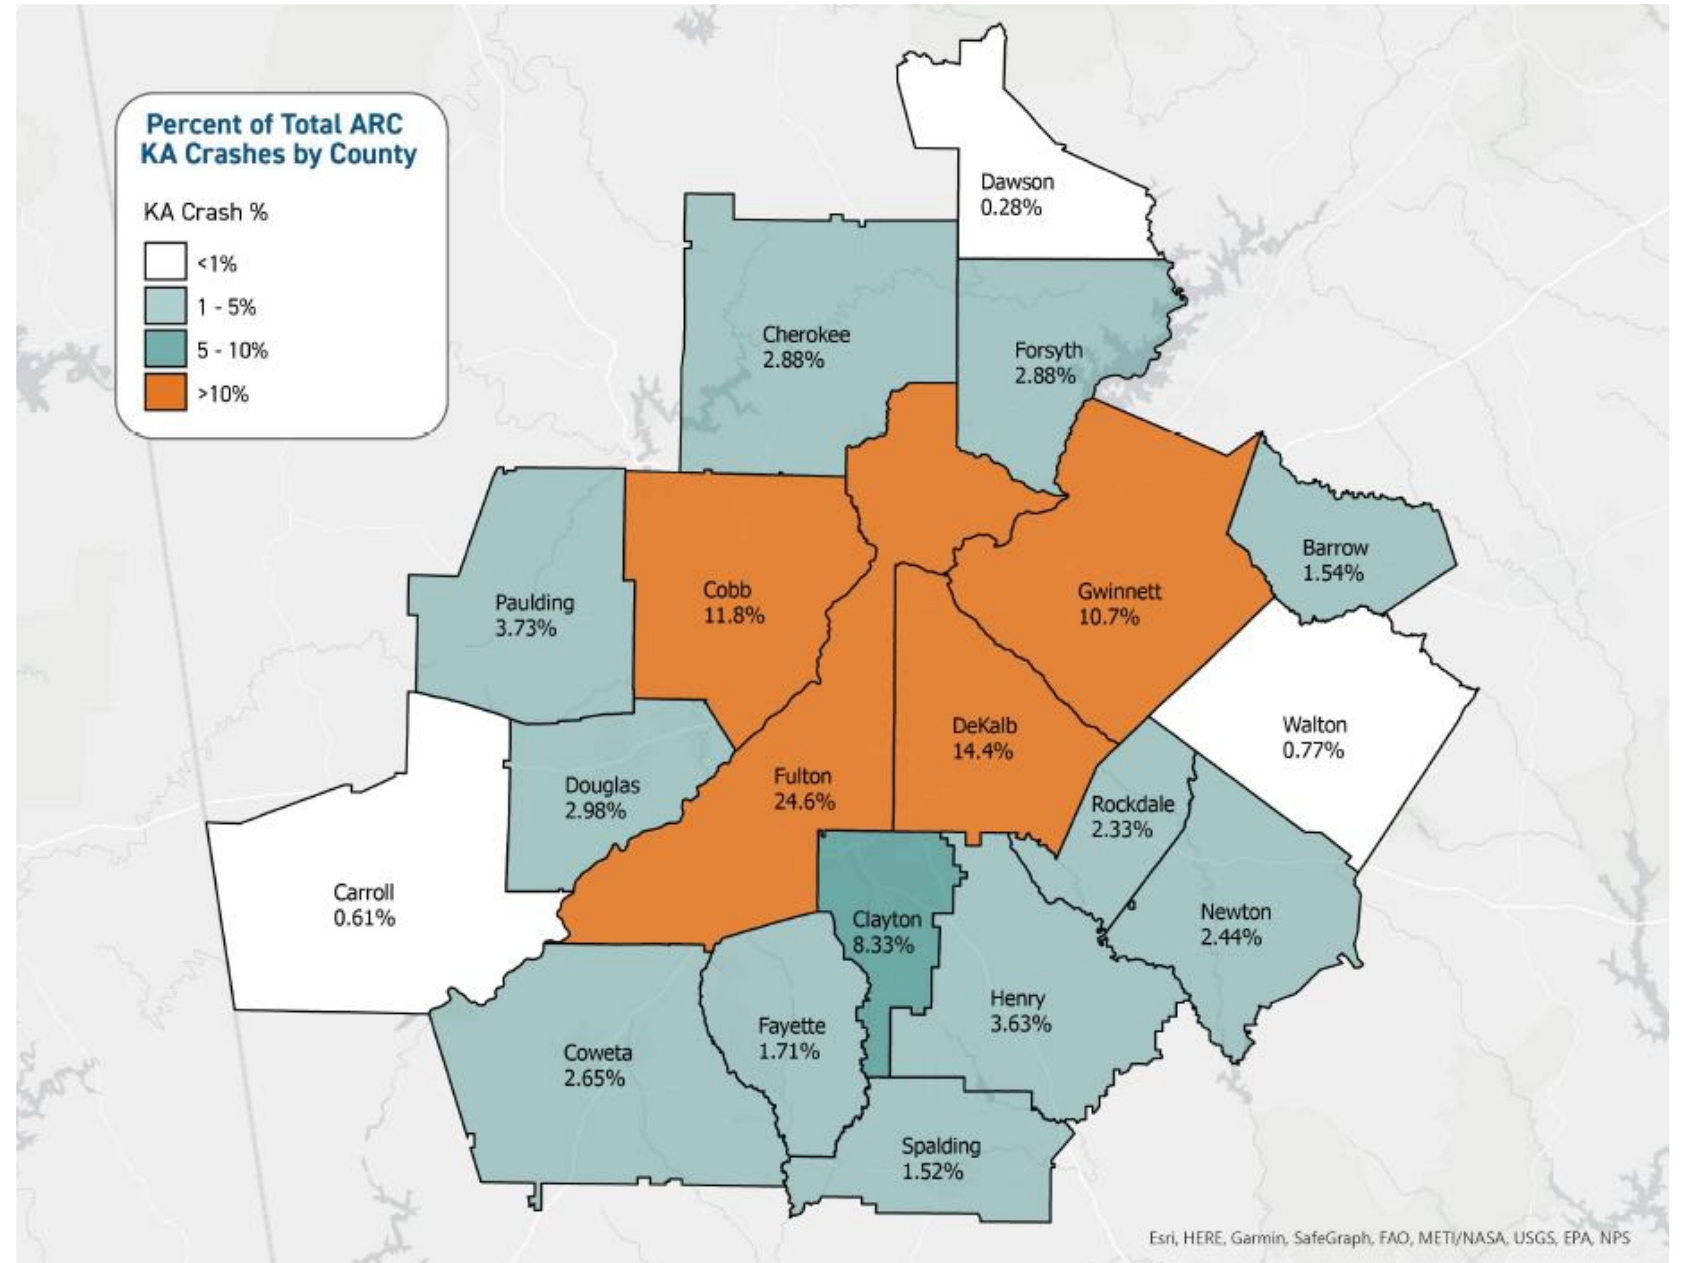 Percent of Total ARC
KA Crashes by County
KA Crash %
<1%
1 - 5%
5 - 10%
>10%
Dawson
0.28%
Cherokee
2.88%
Forsyth
2.88%
Barrow
1.54%
Paulding
3.73%
Cobb
11.8%
Gwinnett
10.7%
Walton
0.77%
DeKalb
14.4%
Fulton
24.6%
Douglas
2.98%
Rockdale
2.33%
Carroll
0.61%
Clayton
8.33%
Newton
2.44%
Henry
3.63%
Fayette
1.71%
Coweta
2.65%
Spalding
1.52%
Esri, HERE, Garmin, SafeGraph, FAO, METI/NASA, USGS, EPA, NPS